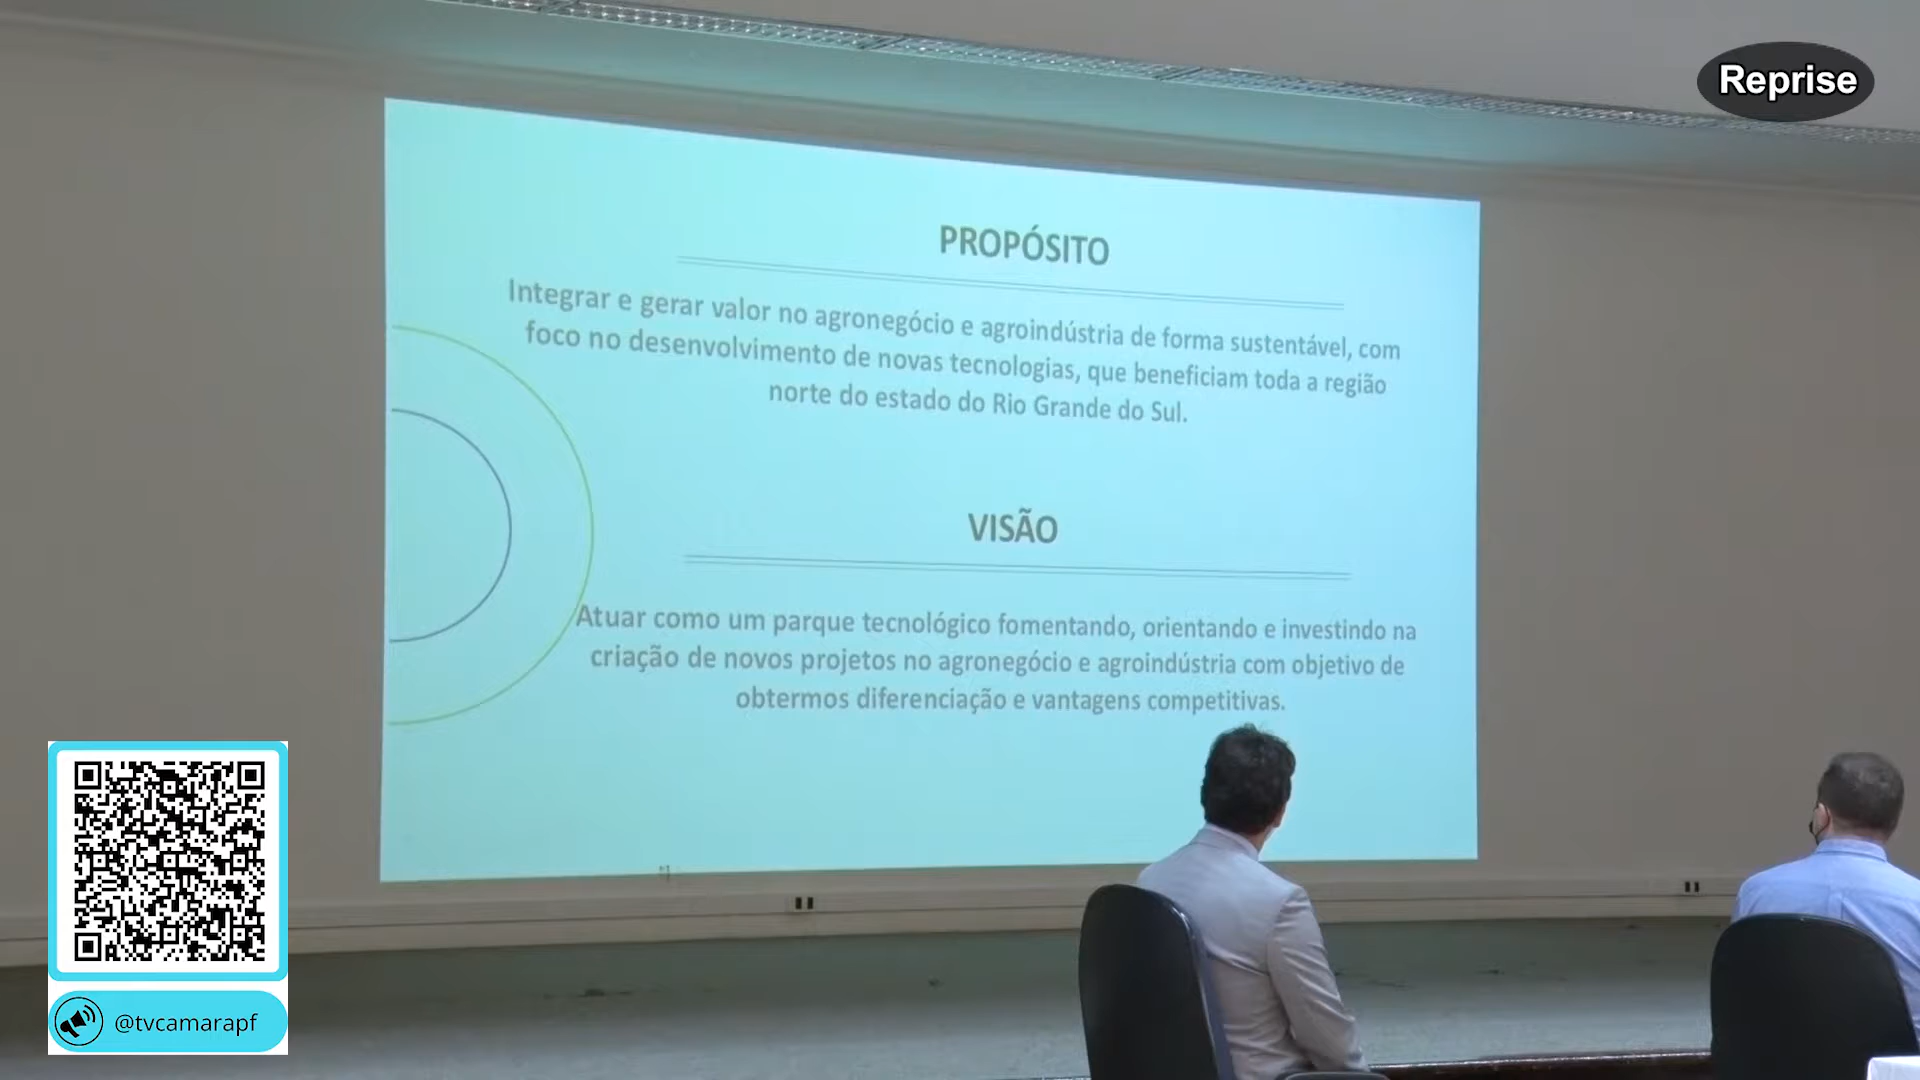 Reprise
PROPÓSITO
Integrar e gerar valor no agronegócio e agroindústria de forma sustentável, com
foco no desenvolvimento de novas tecnologias, que beneficiam toda a região
norte do estado do Rio Grande do Sul.
VISÃO
Atuar como um parque tecnológico fomentando, orientando e investindo na
criação de novos projetos no agronegócio e agroindústria com objetivo de
obtermos diferenciação e vantagens competitivas.
@tvcamarapf